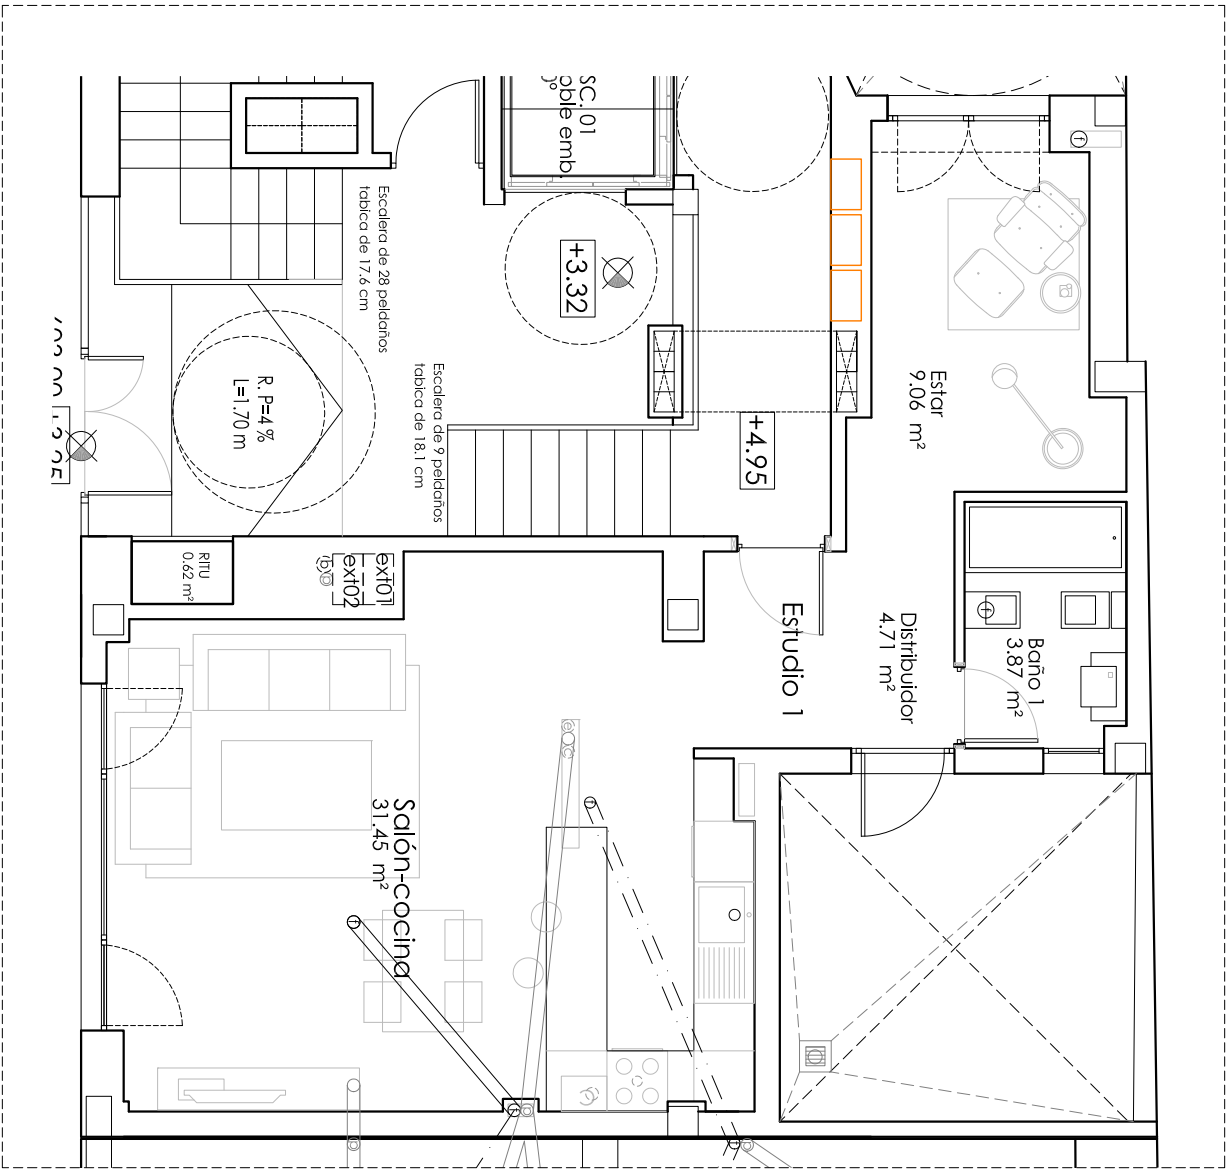 SC.01
oble emb.
Escalera de 28 peldaños
tabica de 17.6 cm
+3.32
Estar
9.06 m²
R. P=4 %
L=1.70 m
Escalera de 9 peldaños
tabica de 18.1 cm
+4.95
RITU
0.62 m²
ext01
ext02
Estudio 1
Distribuidor
4.71 m²
Baño 1
3.87 m²
Salón-cocina
31.45 m²